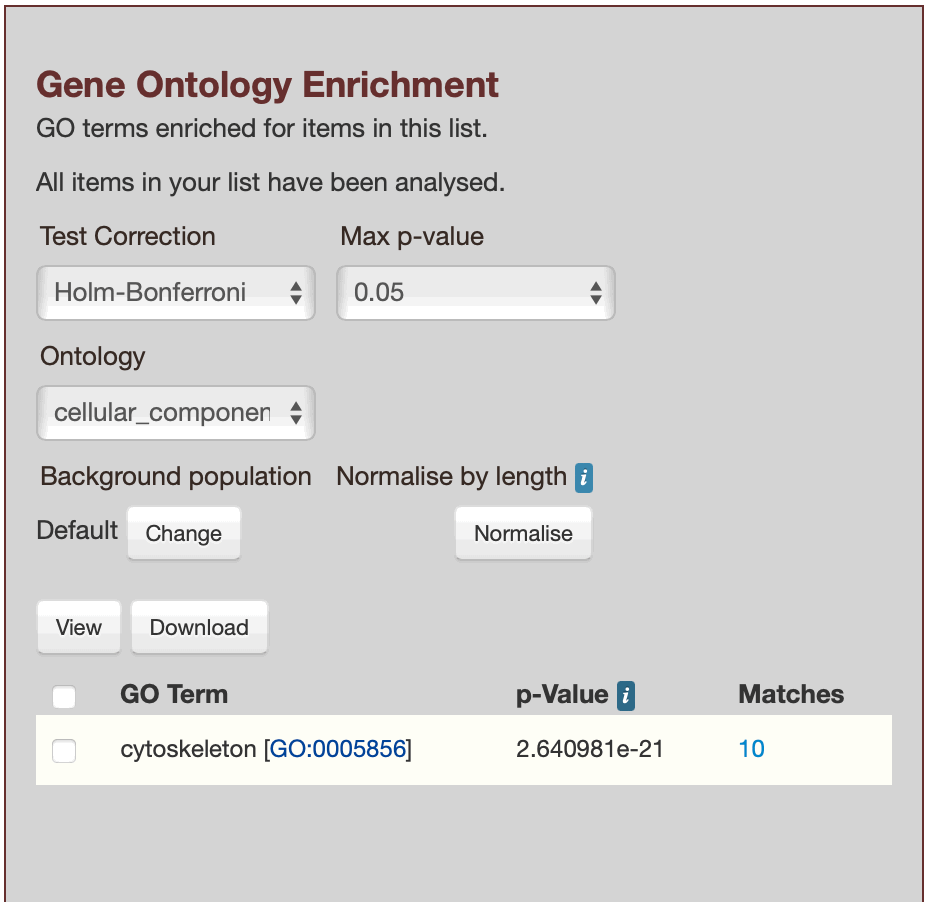 Gene Ontology Enrichment
GO terms enriched for items in this list.
All items in your list have been analysed.
Test Correction Max p-value
Holm-Bonferroni 0.05
Ontology
cellular_componen
Background population Normalise by length i
Default Change Normalise
View Download
GO Term p-Value i Matches
cytoskeleton [GO:0005856] 2.640981e-21 10